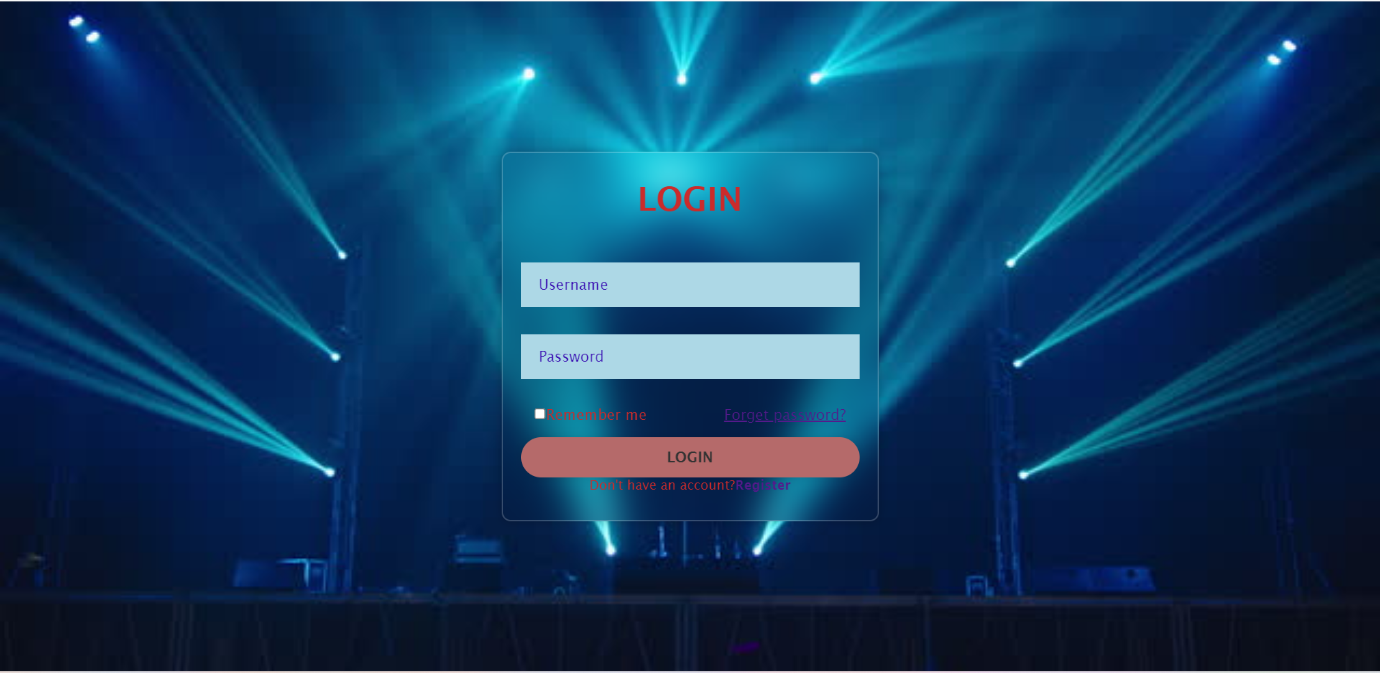 LOGIN
Username
Password
Remember me Forget password?
LOGIN
Don't have an account?Register